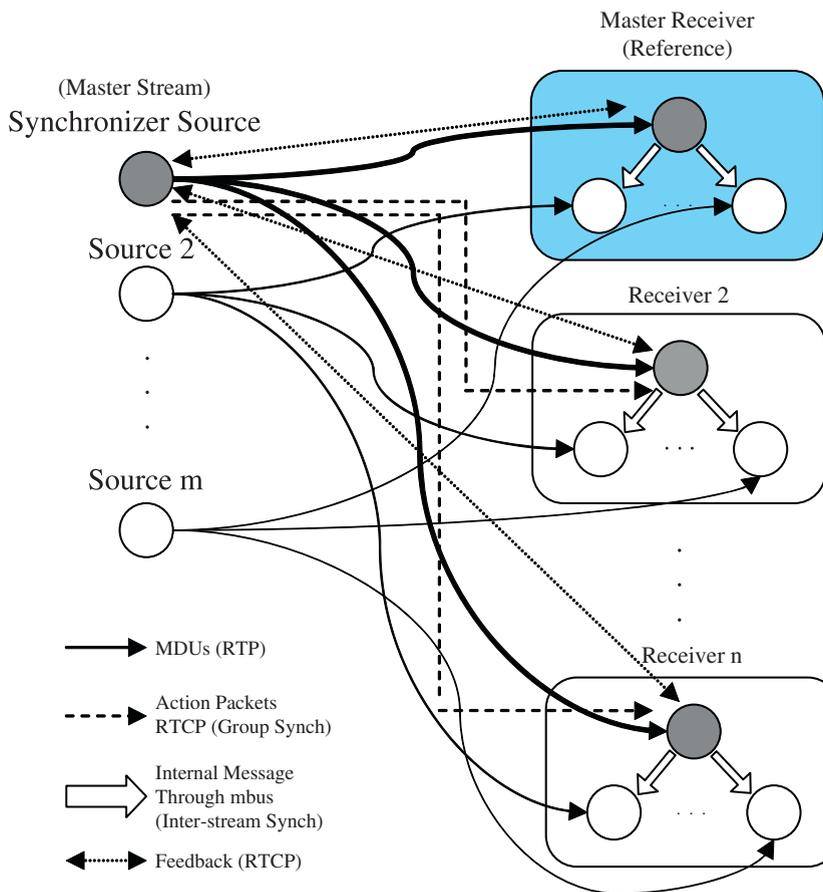 Master Receiver
(Reference)
(Master Stream)
Synchronizer Source
Source 2
.
.
.
Source m
. . .
Receiver 2
. . .
.
.
.
Receiver n
. . .
MDUs (RTP)
Action Packets
RTCP (Group Synch)
Internal Message
Through mbus
(Inter-stream Synch)
Feedback (RTCP)